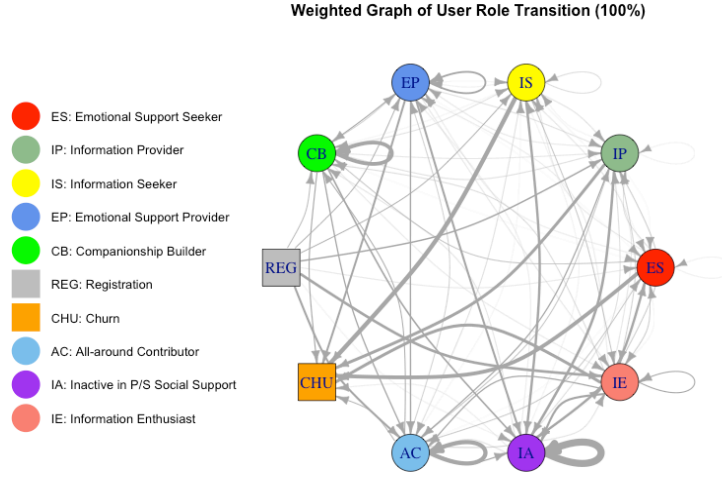 Weighted Graph of User Role Transition (100%)
ES: Emotional Support Seeker
IP: Information Provider
IS: Information Seeker
EP: Emotional Support Provider
CB: Companionship Builder
REG: Registration
CHU: Churn
AC: All-around Contributor
IA: Inactive in P/S Social Support
IE: Information Enthusiast
EP
IS
CB
IP
REG
ES
CHU
IE
AC
IA